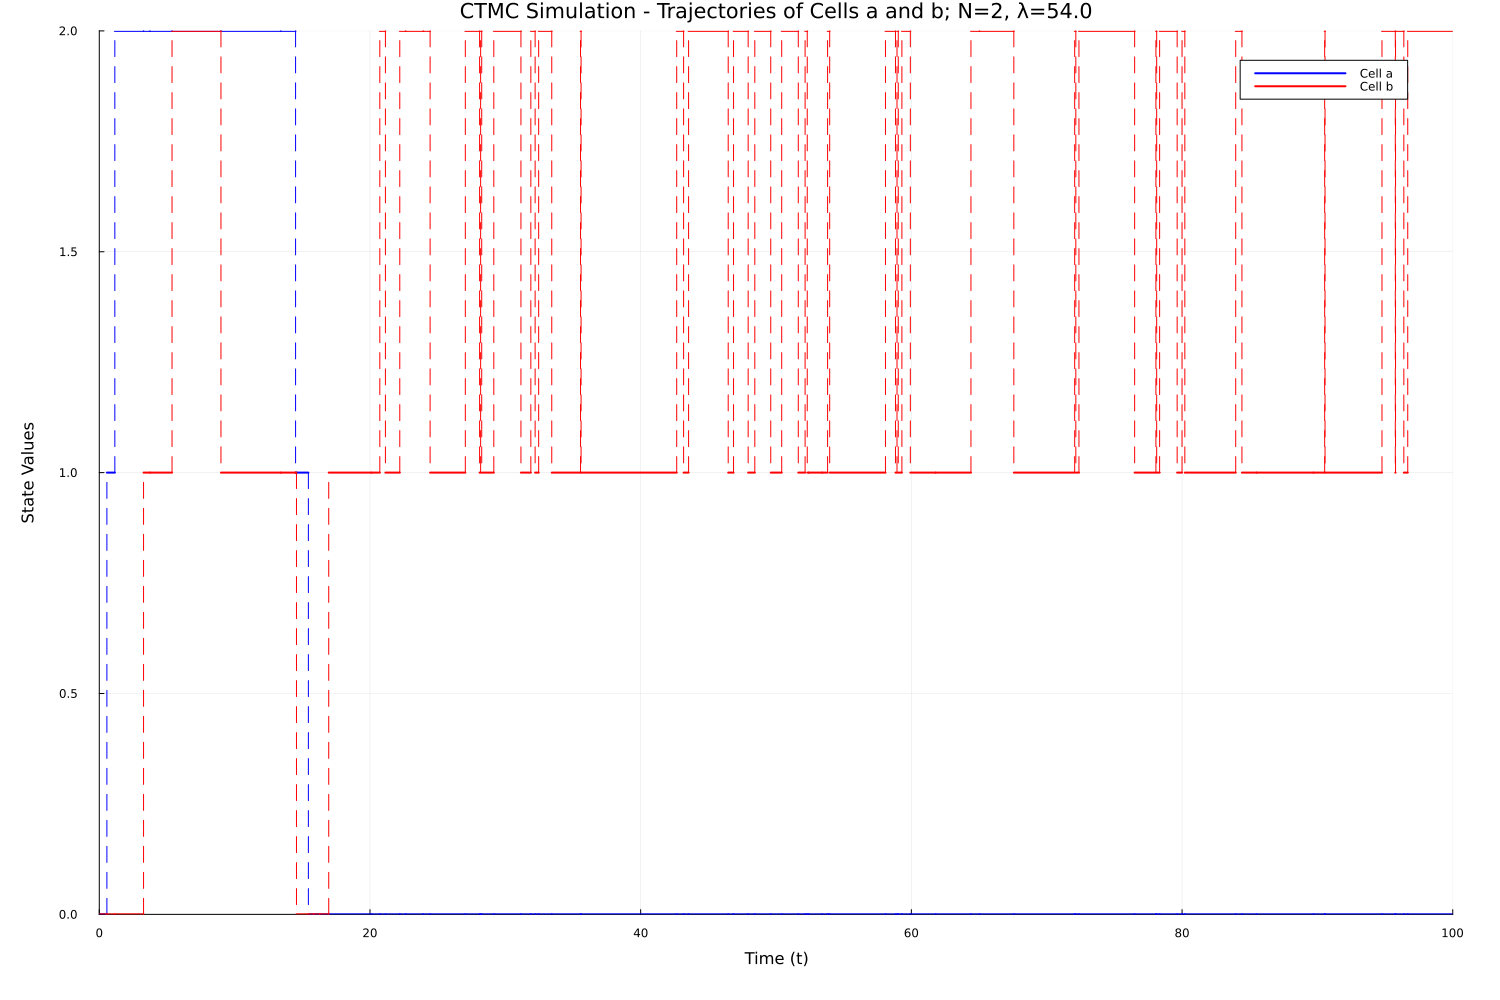 CTMC Simulation - Trajectories of Cells a and b; N=2, λ=54.0
2.0
Cell a
Cell b
1.5
1.0
State Values
0.5
0.0
0 20 40 60 80 100
Time (t)